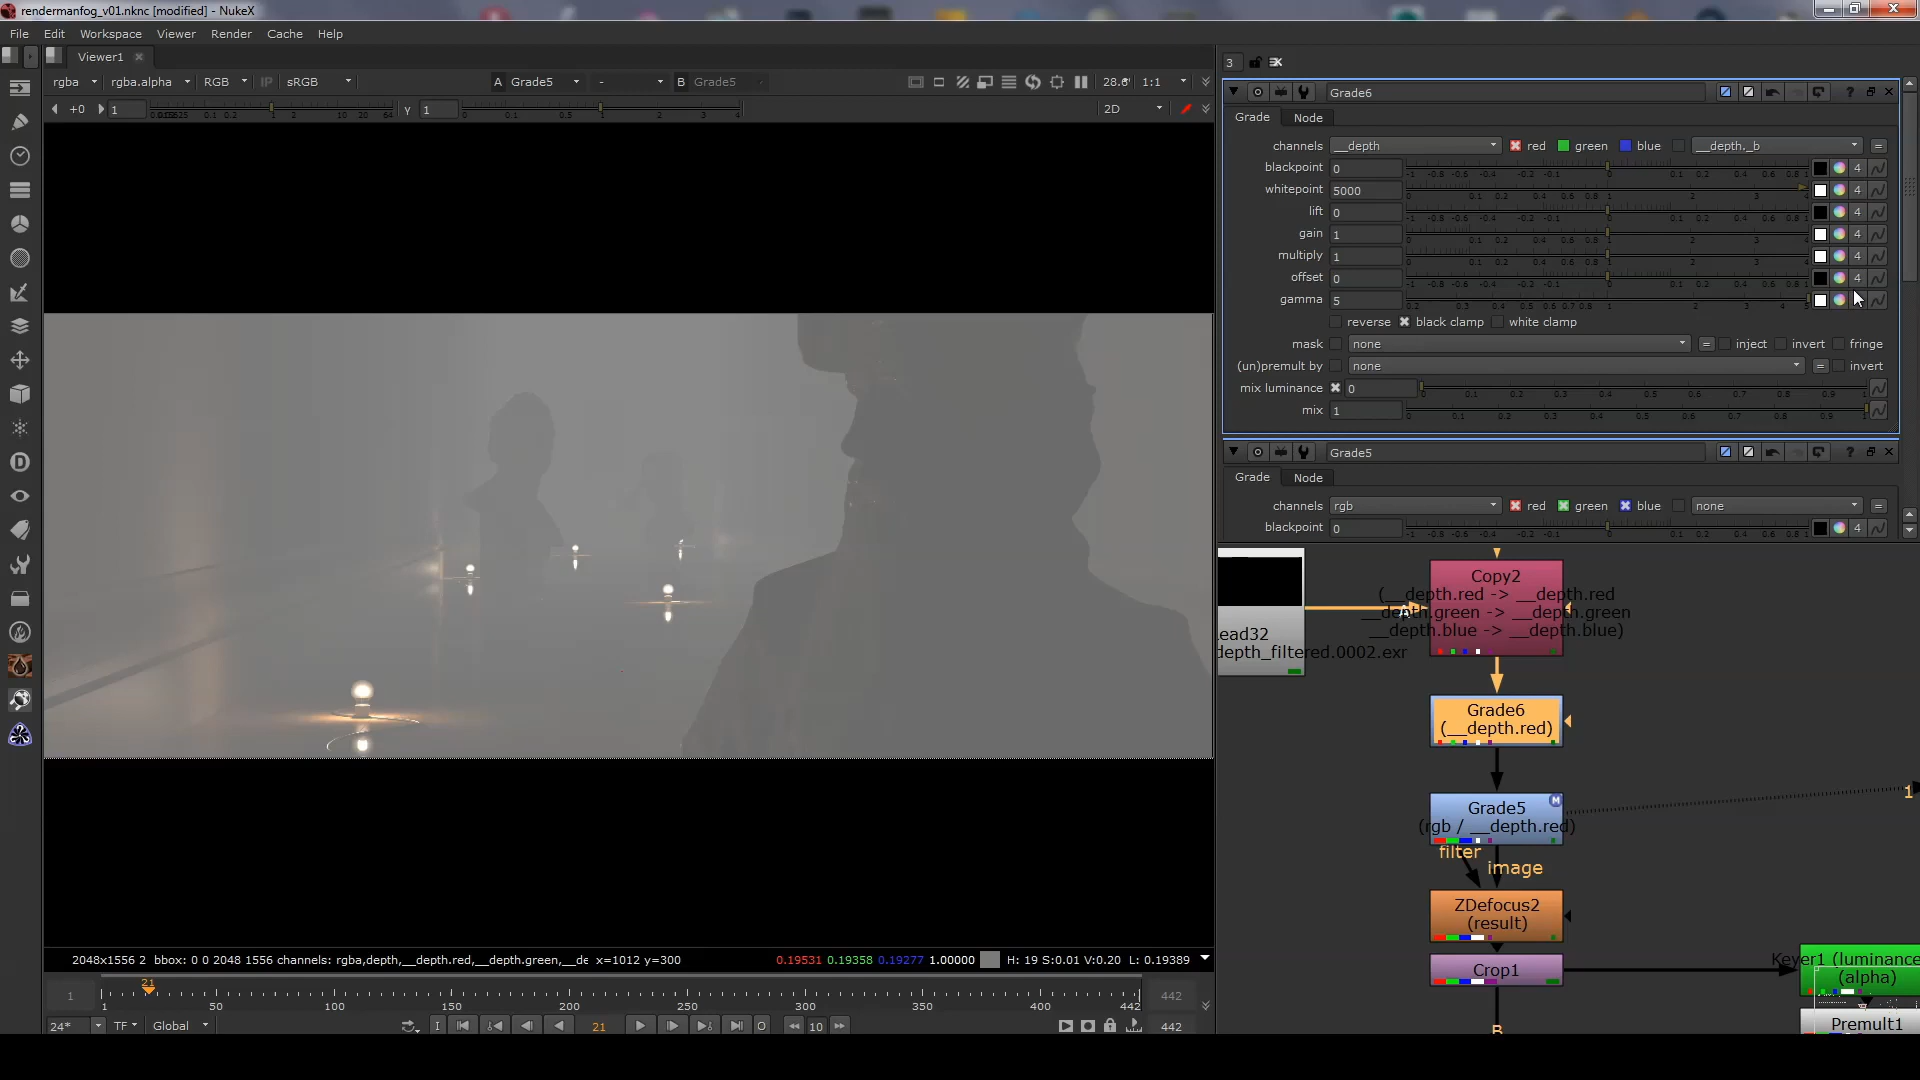 rendermanfog_v01.nknc [modified] - NukeX
File Edit Workspace Viewer Render Cache Help
Viewer1
rgba rgba.alpha RGB IP sRGB A Grade5 - B Grade5 1:1
+0 1 γ 1 2D
3
Grade6
Grade Node
channels __depth red green blue __depth._b =
blackpoint 0
whitepoint 5000
lift 0
gain 1
multiply 1
offset 0
gamma 5
reverse black clamp white clamp
mask none = inject invert fringe
(un)premult by none = invert
mix luminance 0
mix 1
Grade5
Grade Node
channels rgb red green blue none =
blackpoint 0
Copy2
(__depth.red -> __depth.red
__depth.green -> __depth.green
__depth.blue -> __depth.blue)
depth_filtered.0002.exr
Grade6
(__depth.red)
Grade5
(rgb / __depth.red)
filter
image
1
ZDefocus2
(result)
Crop1
Keyer1 (luminance
(alpha)
Premult1
B
2048x1556 2 bbox: 0 0 2048 1556 channels: rgba,depth,__depth.red,__depth.green,__de x=1012 y=300 0.19531 0.19358 0.19277 1.00000 H: 19 S:0.01 V:0.20 L: 0.19389
1 21 442
1 50 100 150 200 250 300 350 400 442
24* TF Global 21 10 442